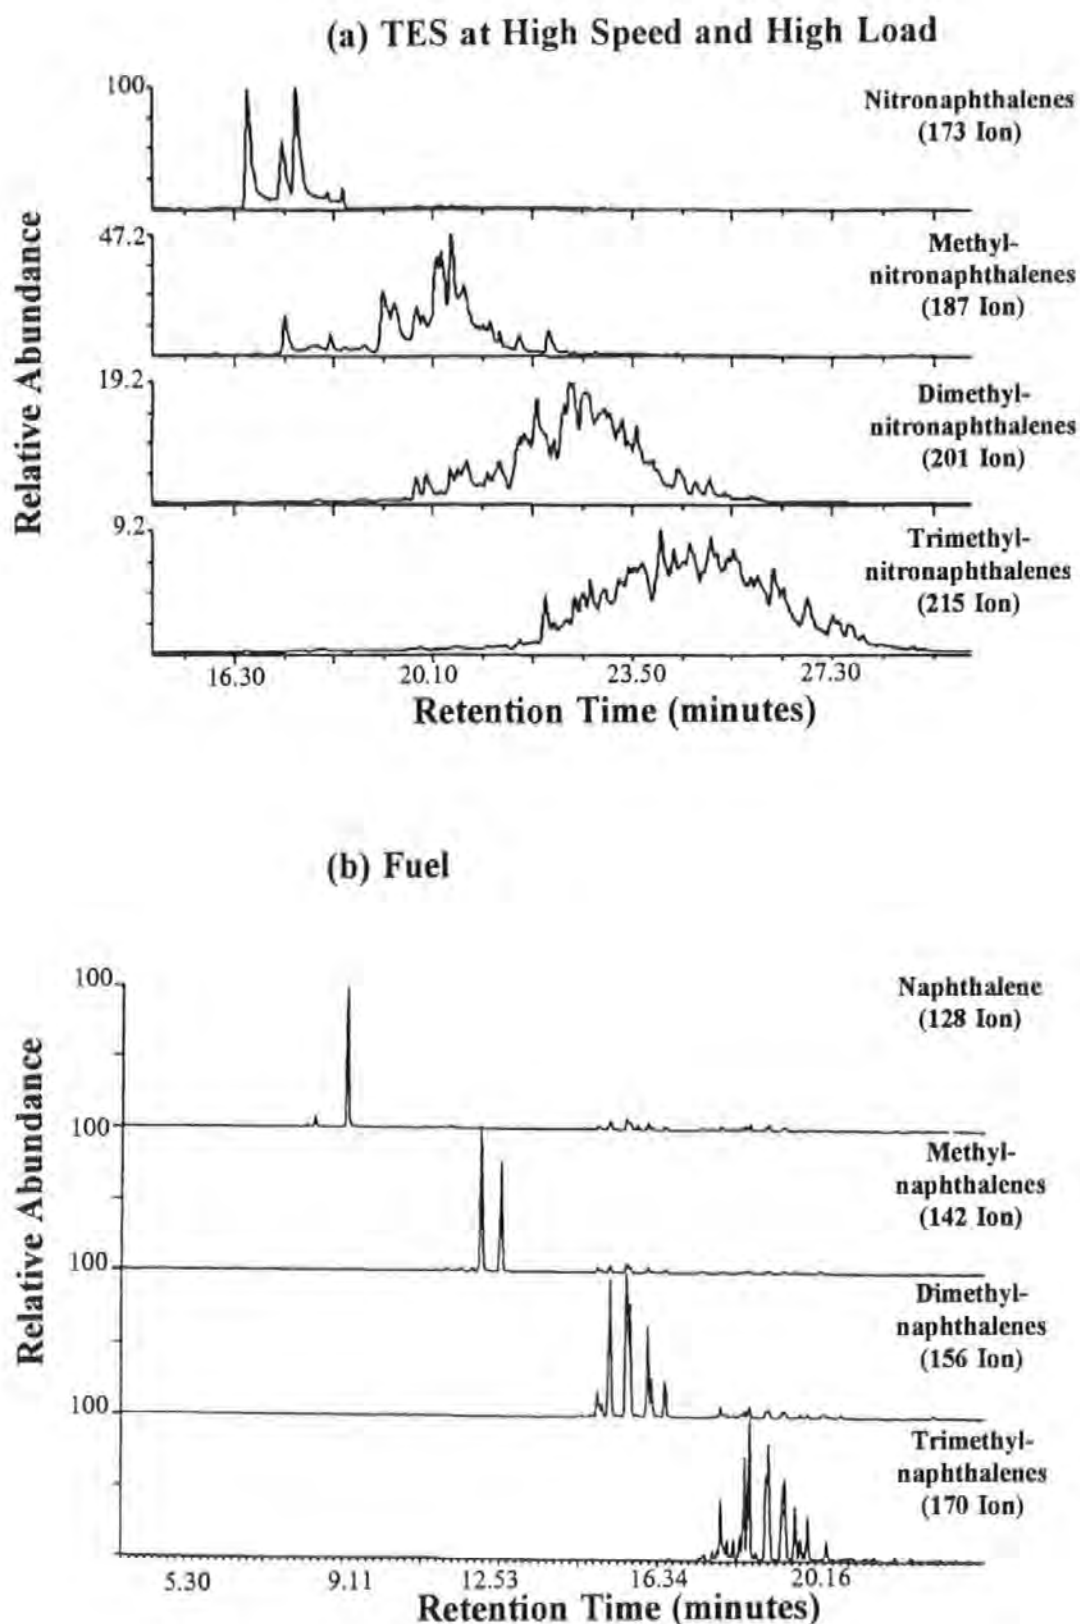 (a) TES at High Speed and High Load
100
Nitronaphthalenes
(173 Ion)
47.2
Methyl-
nitronaphthalenes
(187 Ion)
19.2
Dimethyl-
nitronaphthalenes
(201 Ion)
9.2
Trimethyl-
nitronaphthalenes
(215 Ion)
Relative Abundance
16.30 20.10 23.50 27.30
Retention Time (minutes)
(b) Fuel
100
Naphthalene
(128 Ion)
100
Methyl-
naphthalenes
(142 Ion)
100
Dimethyl-
naphthalenes
(156 Ion)
100
Trimethyl-
naphthalenes
(170 Ion)
Relative Abundance
5.30 9.11 12.53 16.34 20.16
Retention Time (minutes)